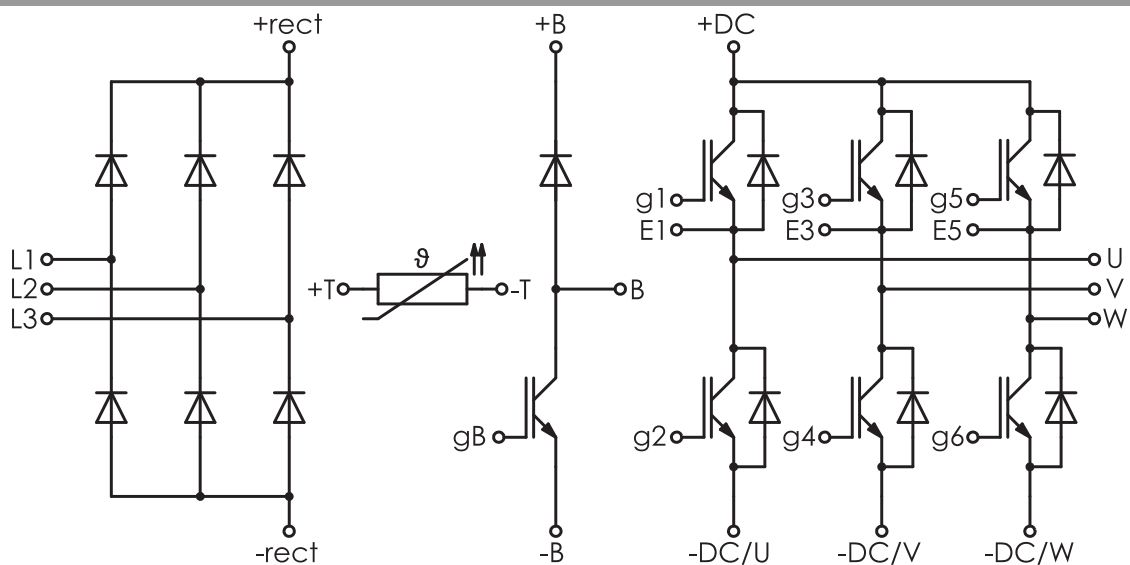 +rect +B +DC
g1 g3 g5
E1 E3 E5
L1 ϑ U
L2 +T -T B V
L3 W
gB g2 g4 g6
-rect -B -DC/U -DC/V -DC/W